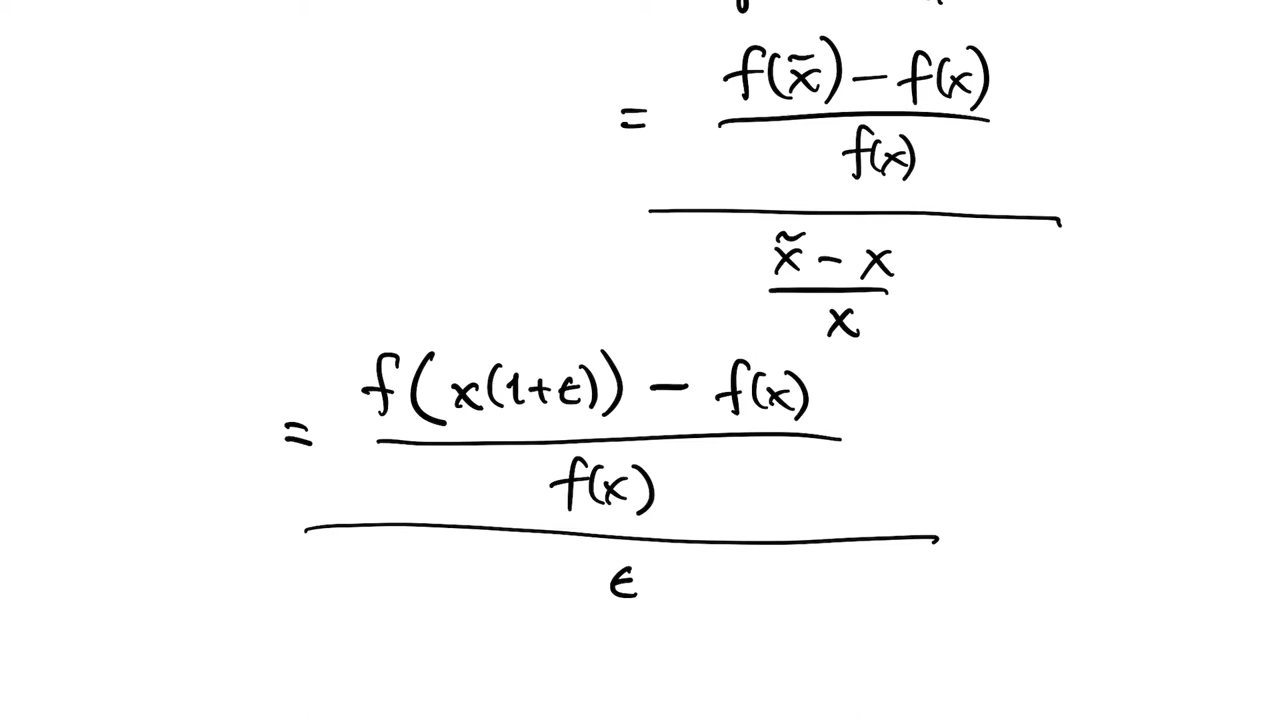 f(x̃) − f(x)
=
f(x)
x̃ − x
x
f(x(1+ϵ)) − f(x)
=
f(x)
ϵ